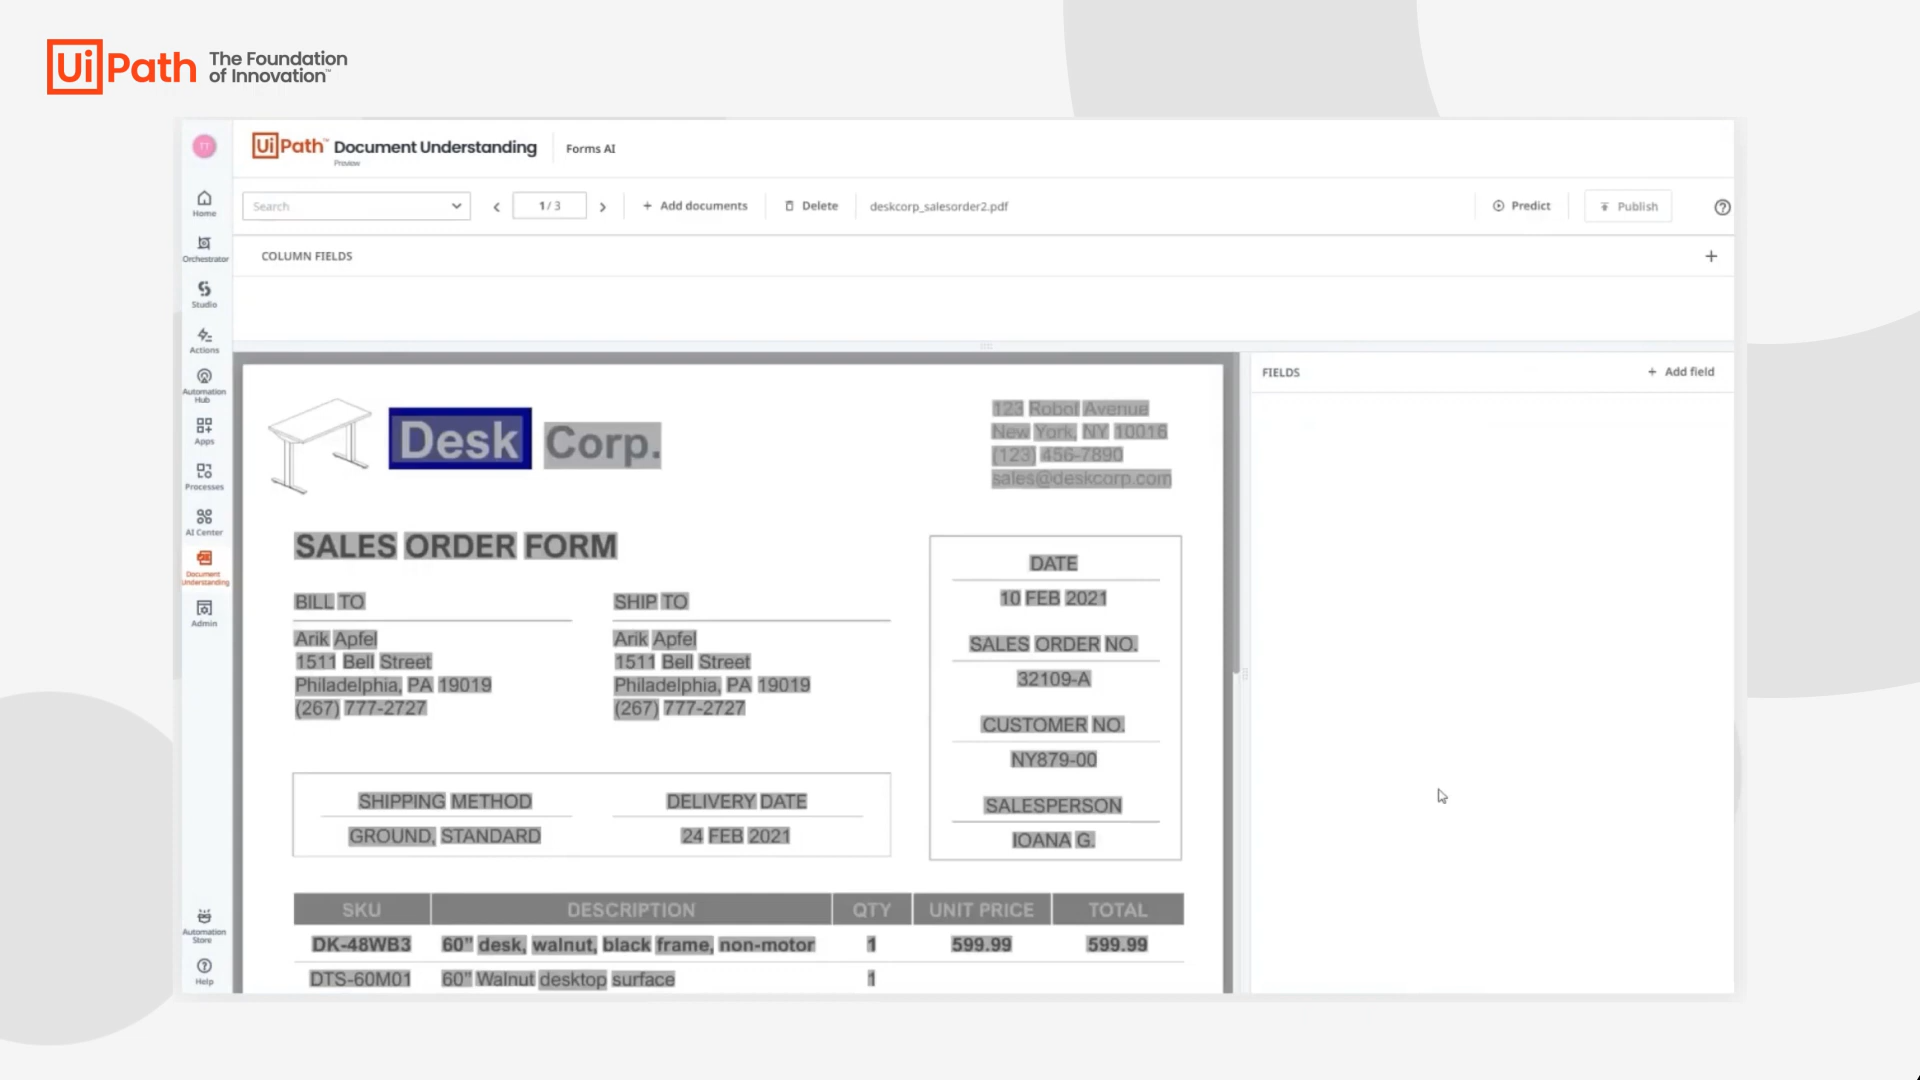 UiPath The Foundation of Innovation™
TT
UiPath™ Document Understanding
Preview
Forms AI
Search
1 / 3
+ Add documents
Delete
deskcorp_salesorder2.pdf
Predict
Publish
COLUMN FIELDS
+
Home
Orchestrator
Studio
Actions
Automation Hub
Apps
Processes
AI Center
Document Understanding
Admin
Automation Store
Help
FIELDS
+ Add field
Desk Corp.
123 Robot Avenue
New York, NY 10016
(123) 456-7890
sales@deskcorp.com
SALES ORDER FORM
BILL TO
Arik Apfel
1511 Bell Street
Philadelphia, PA 19019
(267) 777-2727
SHIP TO
Arik Apfel
1511 Bell Street
Philadelphia, PA 19019
(267) 777-2727
DATE
10 FEB 2021
SALES ORDER NO.
32109-A
CUSTOMER NO.
NY879-00
SALESPERSON
IOANA G.
SHIPPING METHOD
GROUND, STANDARD
DELIVERY DATE
24 FEB 2021
SKU DESCRIPTION QTY UNIT PRICE TOTAL
DK-48WB3 60” desk, walnut, black frame, non-motor 1 599.99 599.99
DTS-60M01 60” Walnut desktop surface 1